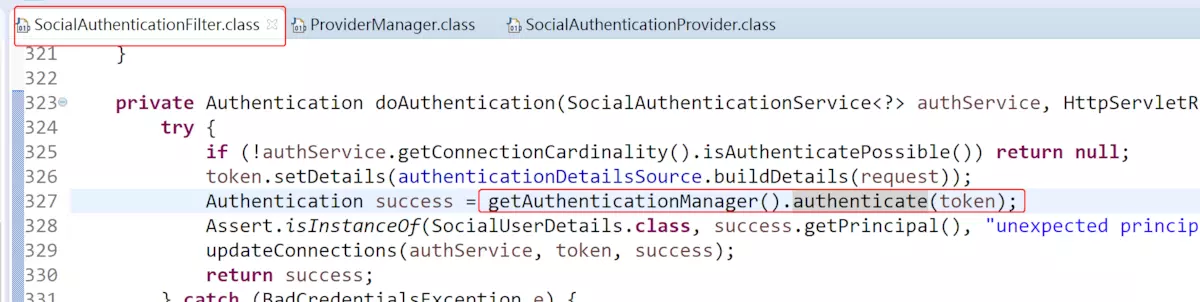 SocialAuthenticationFilter.class ProviderManager.class SocialAuthenticationProvider.class
321 }
322
323 private Authentication doAuthentication(SocialAuthenticationService<?> authService, HttpServletR
324 try {
325 if (!authService.getConnectionCardinality().isAuthenticatePossible()) return null;
326 token.setDetails(authenticationDetailsSource.buildDetails(request));
327 Authentication success = getAuthenticationManager().authenticate(token);
328 Assert.isInstanceOf(SocialUserDetails.class, success.getPrincipal(), "unexpected princip
329 updateConnections(authService, token, success);
330 return success;
331 } catch (BadCredentialsException e) {